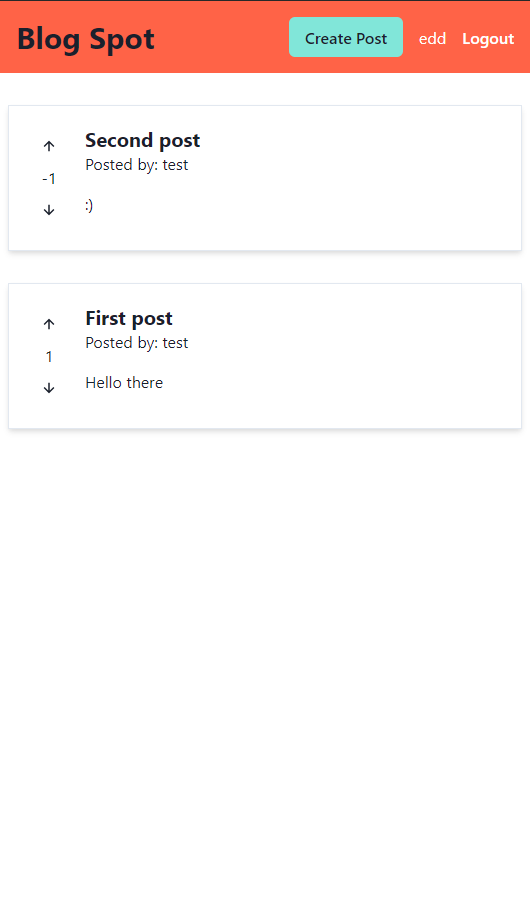 Blog Spot
Create Post
edd
Logout
Second post
Posted by: test
-1
:)
First post
Posted by: test
1
Hello there